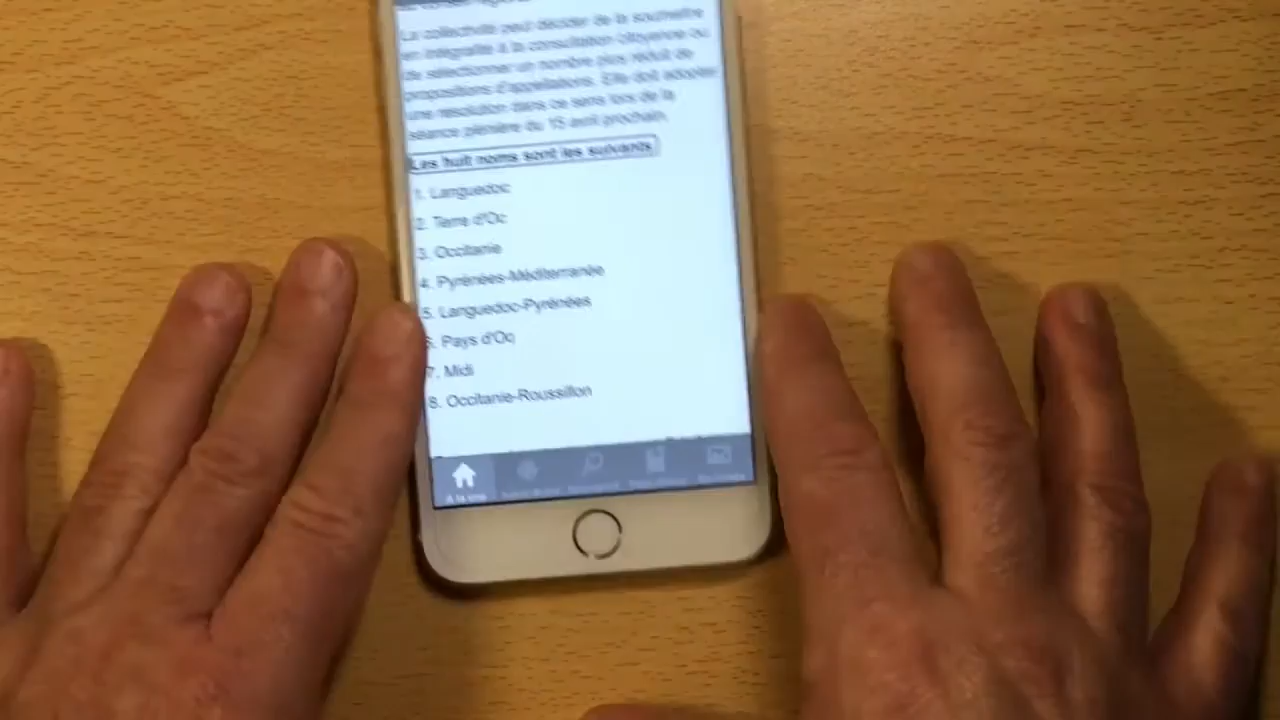 La collectivité peut décider de la soumettre
en intégralité à la consultation citoyenne ou
de sélectionner un nombre plus réduit de
propositions d'appellations. Elle doit adopter
une résolution dans ce sens lors de la
séance plénière du 15 avril prochain.
Les huit noms sont les suivants
1. Languedoc
2. Terre d'Oc
3. Occitanie
4. Pyrénées-Méditerranée
5. Languedoc-Pyrénées
6. Pays d'Oc
7. Midi
8. Occitanie-Roussillon
A la une